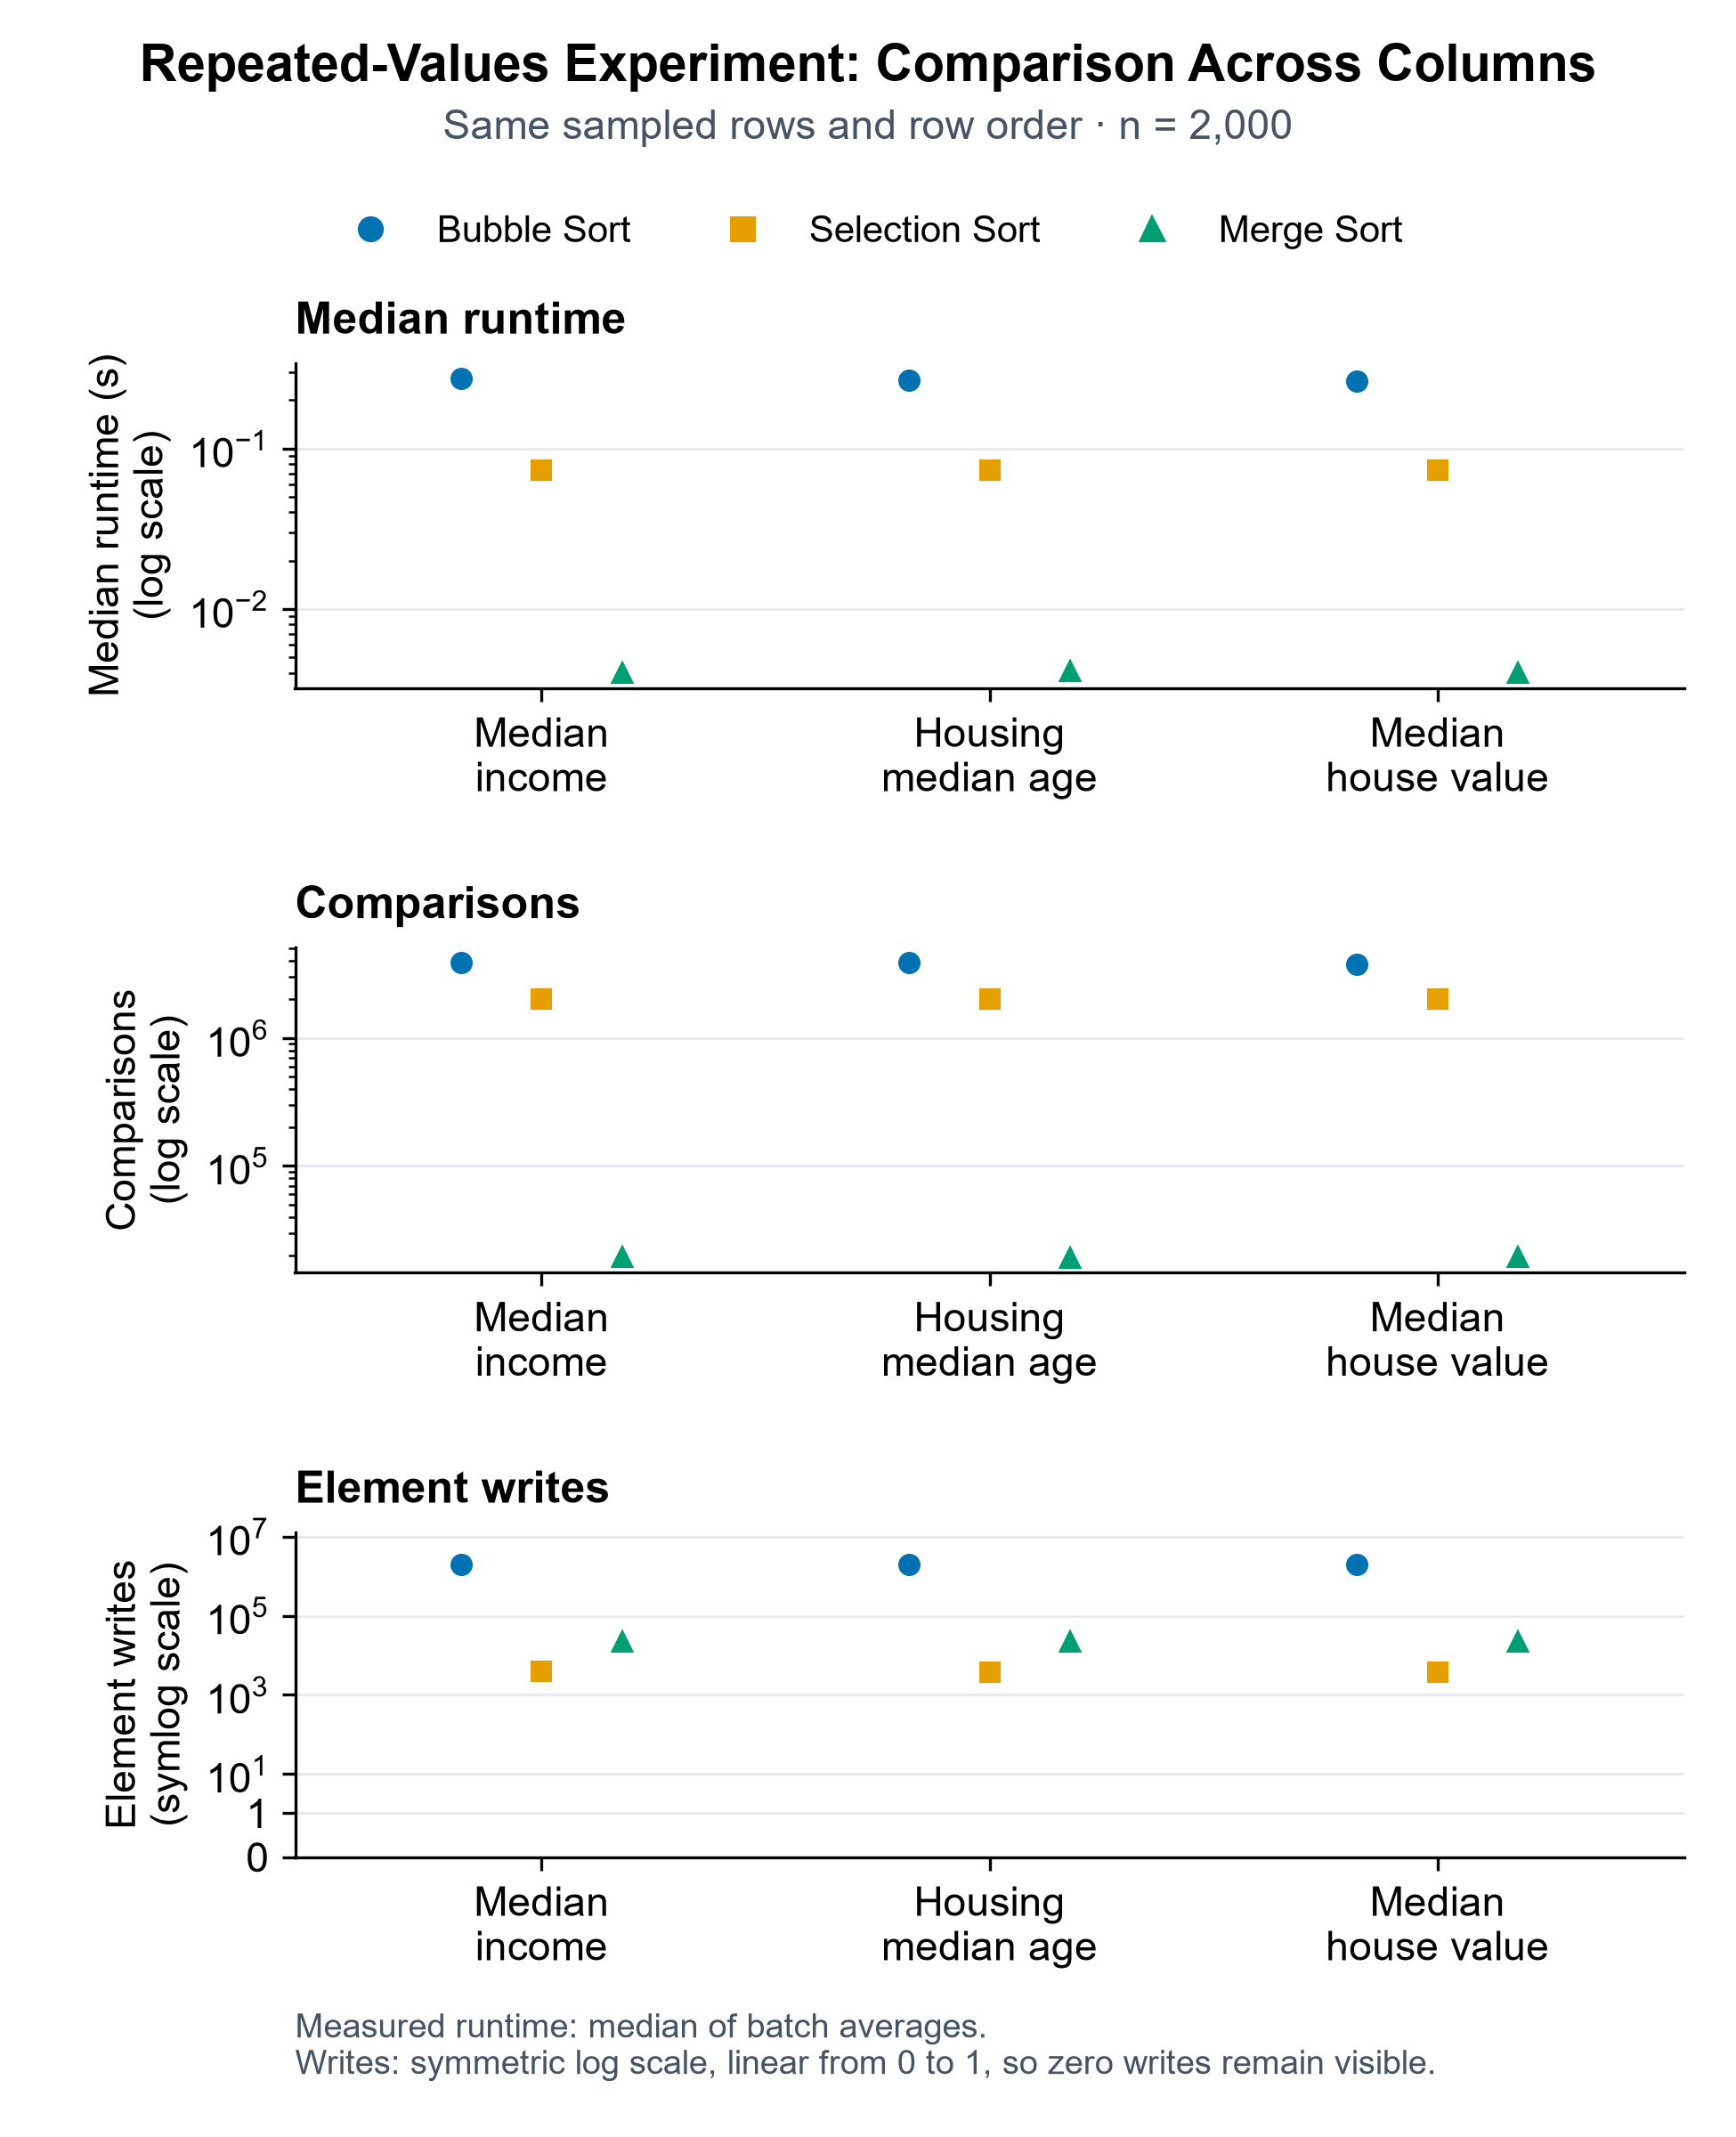 Repeated-Values Experiment: Comparison Across Columns
Same sampled rows and row order · n = 2,000
Bubble Sort
Selection Sort
Merge Sort
Median runtime
Median runtime (s)
(log scale)
10⁻¹
10⁻²
Median
income
Housing
median age
Median
house value
Comparisons
Comparisons
(log scale)
10⁶
10⁵
Median
income
Housing
median age
Median
house value
Element writes
Element writes
(symlog scale)
10⁷
10⁵
10³
10¹
1
0
Median
income
Housing
median age
Median
house value
Measured runtime: median of batch averages.
Writes: symmetric log scale, linear from 0 to 1, so zero writes remain visible.